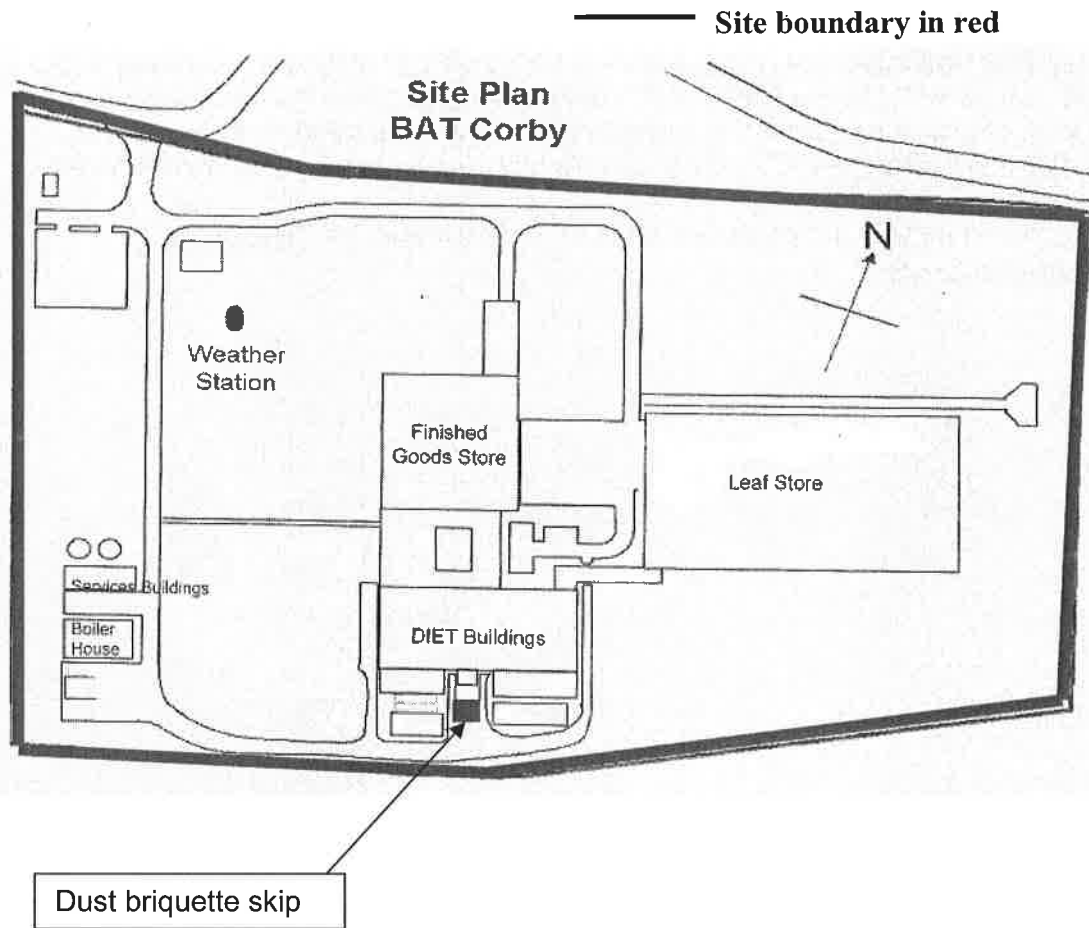 Site boundary in red
Site Plan
BAT Corby
N
Weather
Station
Finished
Goods Store
Leaf Store
Services Buildings
Boiler
House
DIET Buildings
Dust briquette skip